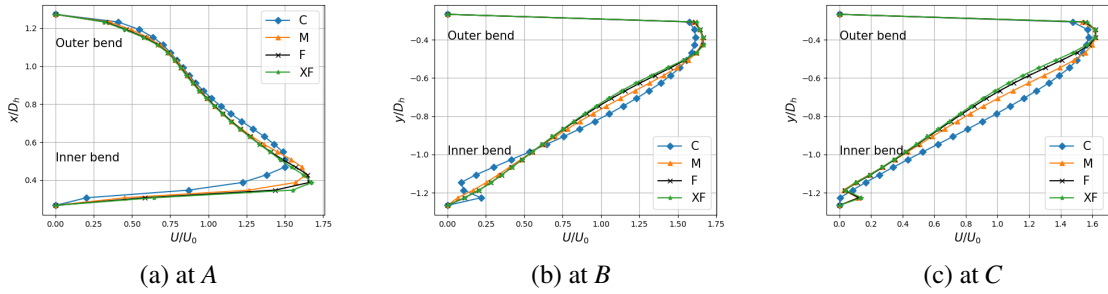 1.2
1.0
0.8
0.6
0.4
x/D_h
Outer bend
Inner bend
C
M
F
XF
0.00 0.25 0.50 0.75 1.00 1.25 1.50 1.75
U/U_0
(a) at A
−0.4
−0.6
−0.8
−1.0
−1.2
y/D_h
Outer bend
Inner bend
C
M
F
XF
0.00 0.25 0.50 0.75 1.00 1.25 1.50 1.75
U/U_0
(b) at B
−0.4
−0.6
−0.8
−1.0
−1.2
y/D_h
Outer bend
Inner bend
C
M
F
XF
0.0 0.2 0.4 0.6 0.8 1.0 1.2 1.4 1.6
U/U_0
(c) at C